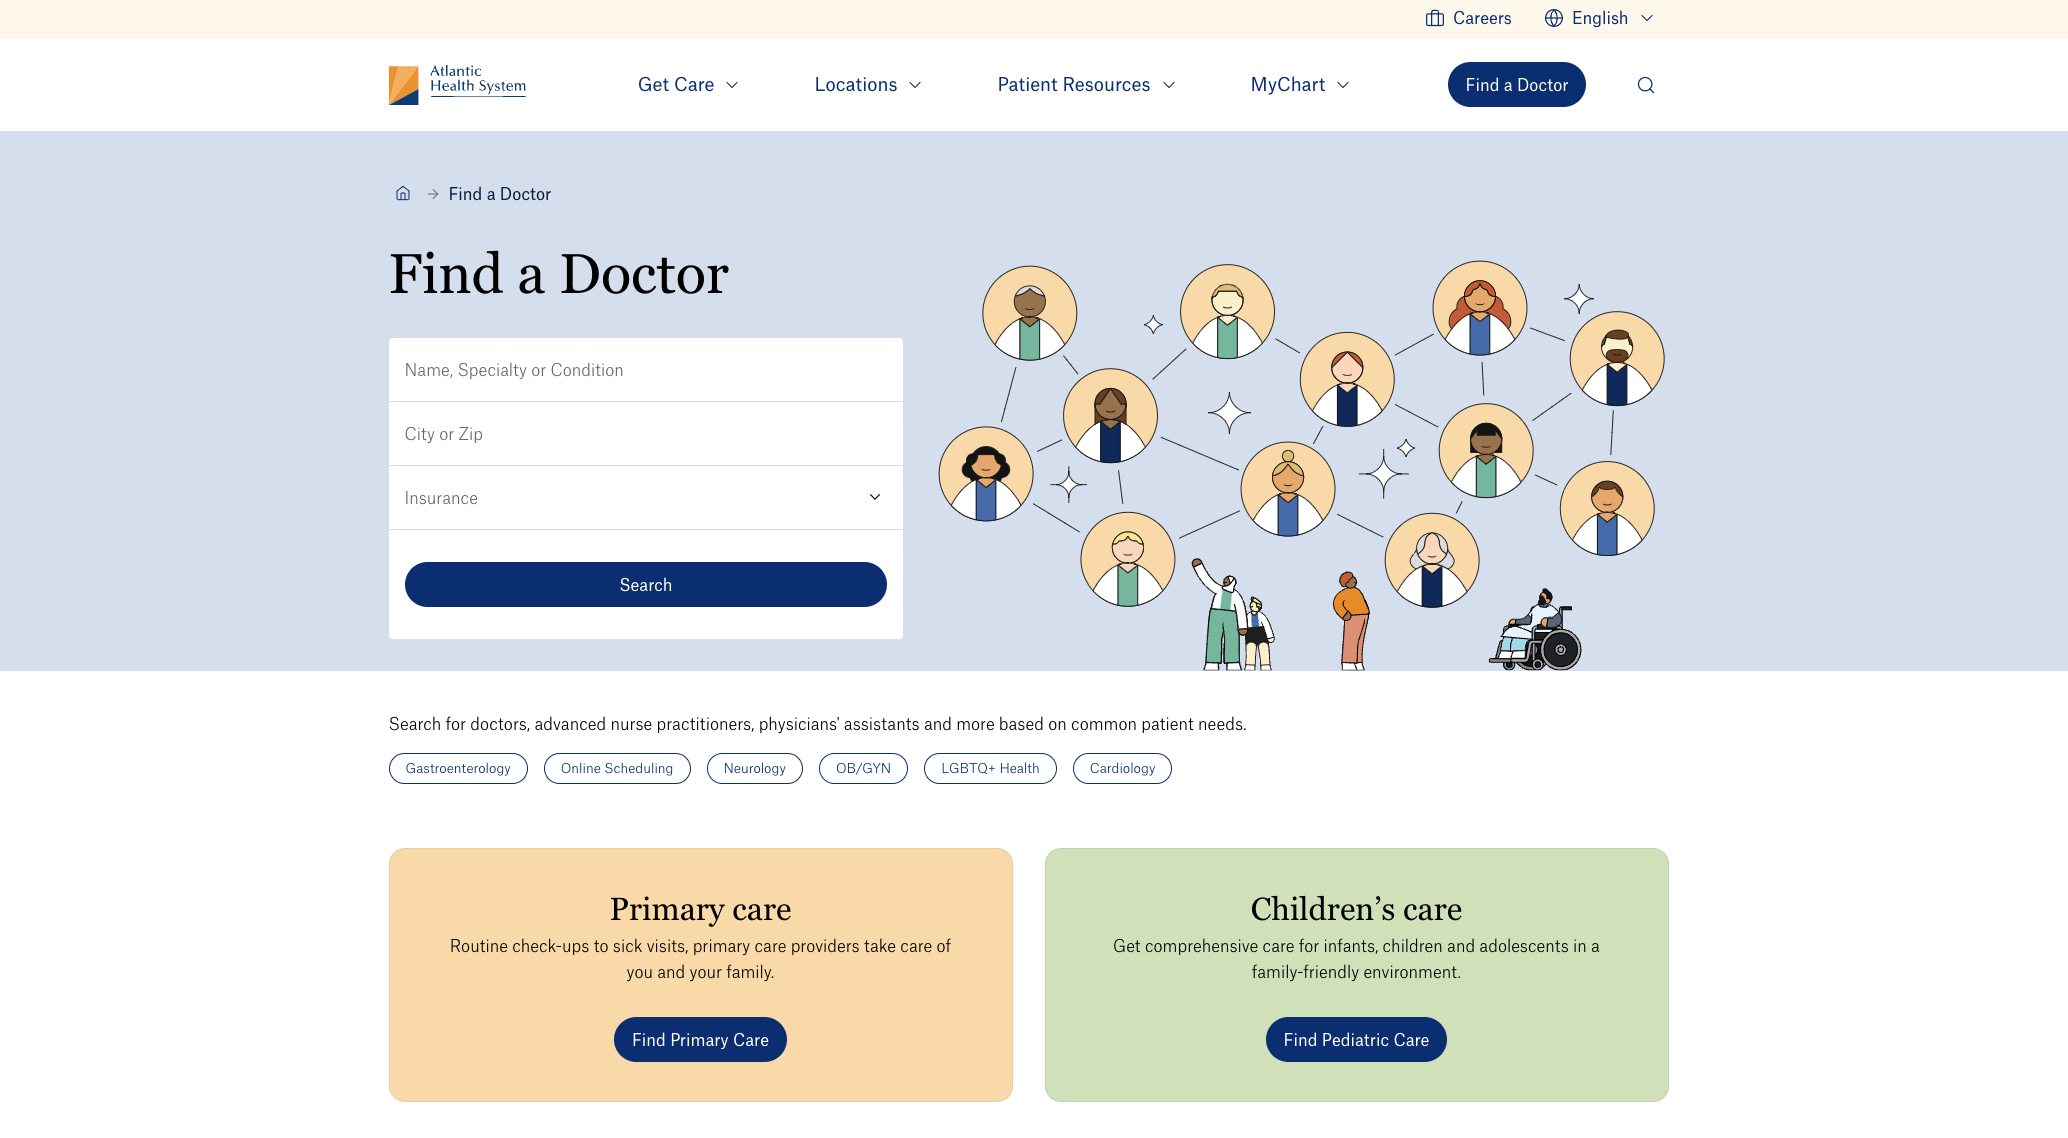 Careers
English
Atlantic
Health System
Get Care
Locations
Patient Resources
MyChart
Find a Doctor
Find a Doctor
Find a Doctor
Name, Specialty or Condition
City or Zip
Insurance
Search
Search for doctors, advanced nurse practitioners, physicians' assistants and more based on common patient needs.
Gastroenterology
Online Scheduling
Neurology
OB/GYN
LGBTQ+ Health
Cardiology
Primary care
Routine check-ups to sick visits, primary care providers take care of
you and your family.
Find Primary Care
Children’s care
Get comprehensive care for infants, children and adolescents in a
family-friendly environment.
Find Pediatric Care